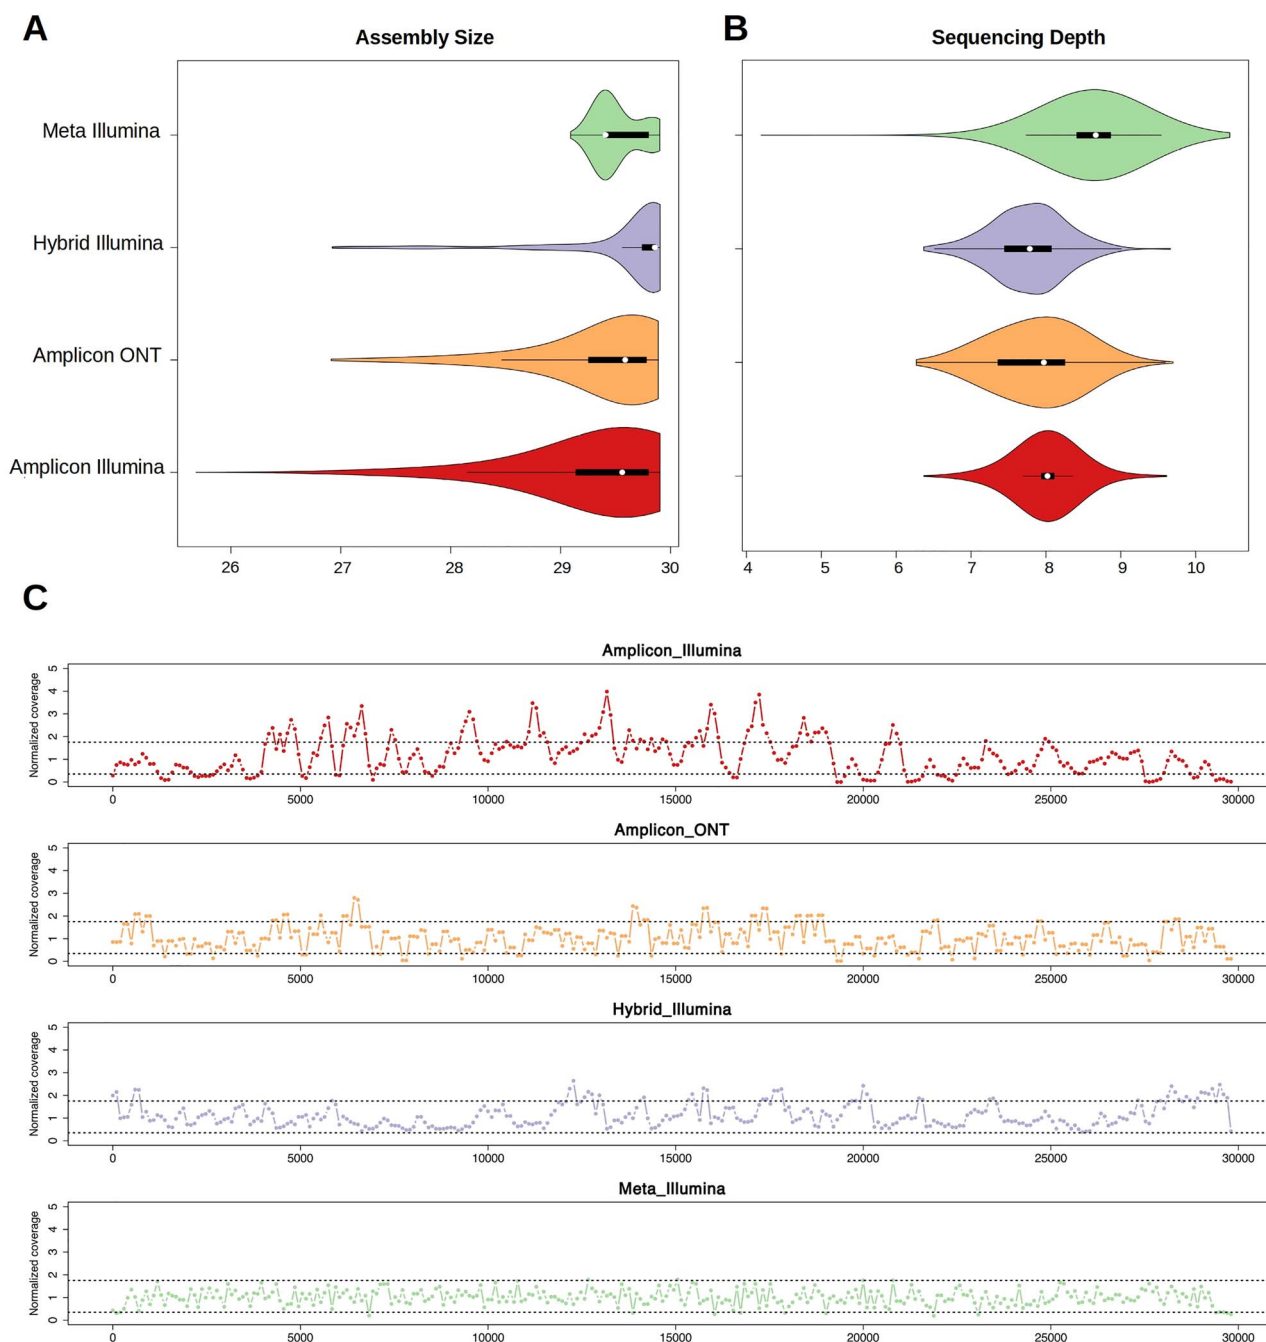 A
B
Assembly Size
Sequencing Depth
Meta Illumina
Hybrid Illumina
Amplicon ONT
Amplicon Illumina
26 27 28 29 30
4 5 6 7 8 9 10
C
Amplicon_Illumina
Normalized coverage
0 1 2 3 4 5
0 5000 10000 15000 20000 25000 30000
Amplicon_ONT
Normalized coverage
0 1 2 3 4 5
0 5000 10000 15000 20000 25000 30000
Hybrid_Illumina
Normalized coverage
0 1 2 3 4 5
0 5000 10000 15000 20000 25000 30000
Meta_Illumina
Normalized coverage
0 1 2 3 4 5
0 5000 10000 15000 20000 25000 30000